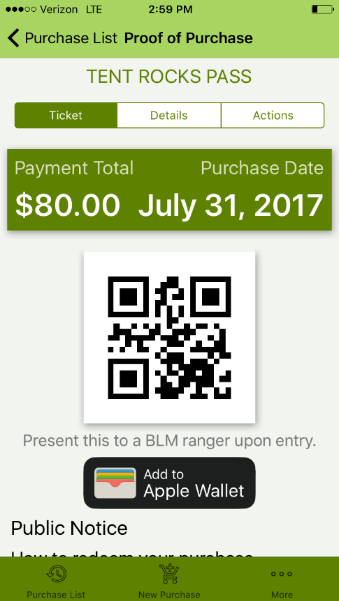 Verizon LTE 2:59 PM
Purchase List Proof of Purchase
TENT ROCKS PASS
Ticket Details Actions
Payment Total Purchase Date
$80.00 July 31, 2017
Present this to a BLM ranger upon entry.
Add to
Apple Wallet
Public Notice
How to redeem your purchase
Purchase List New Purchase More